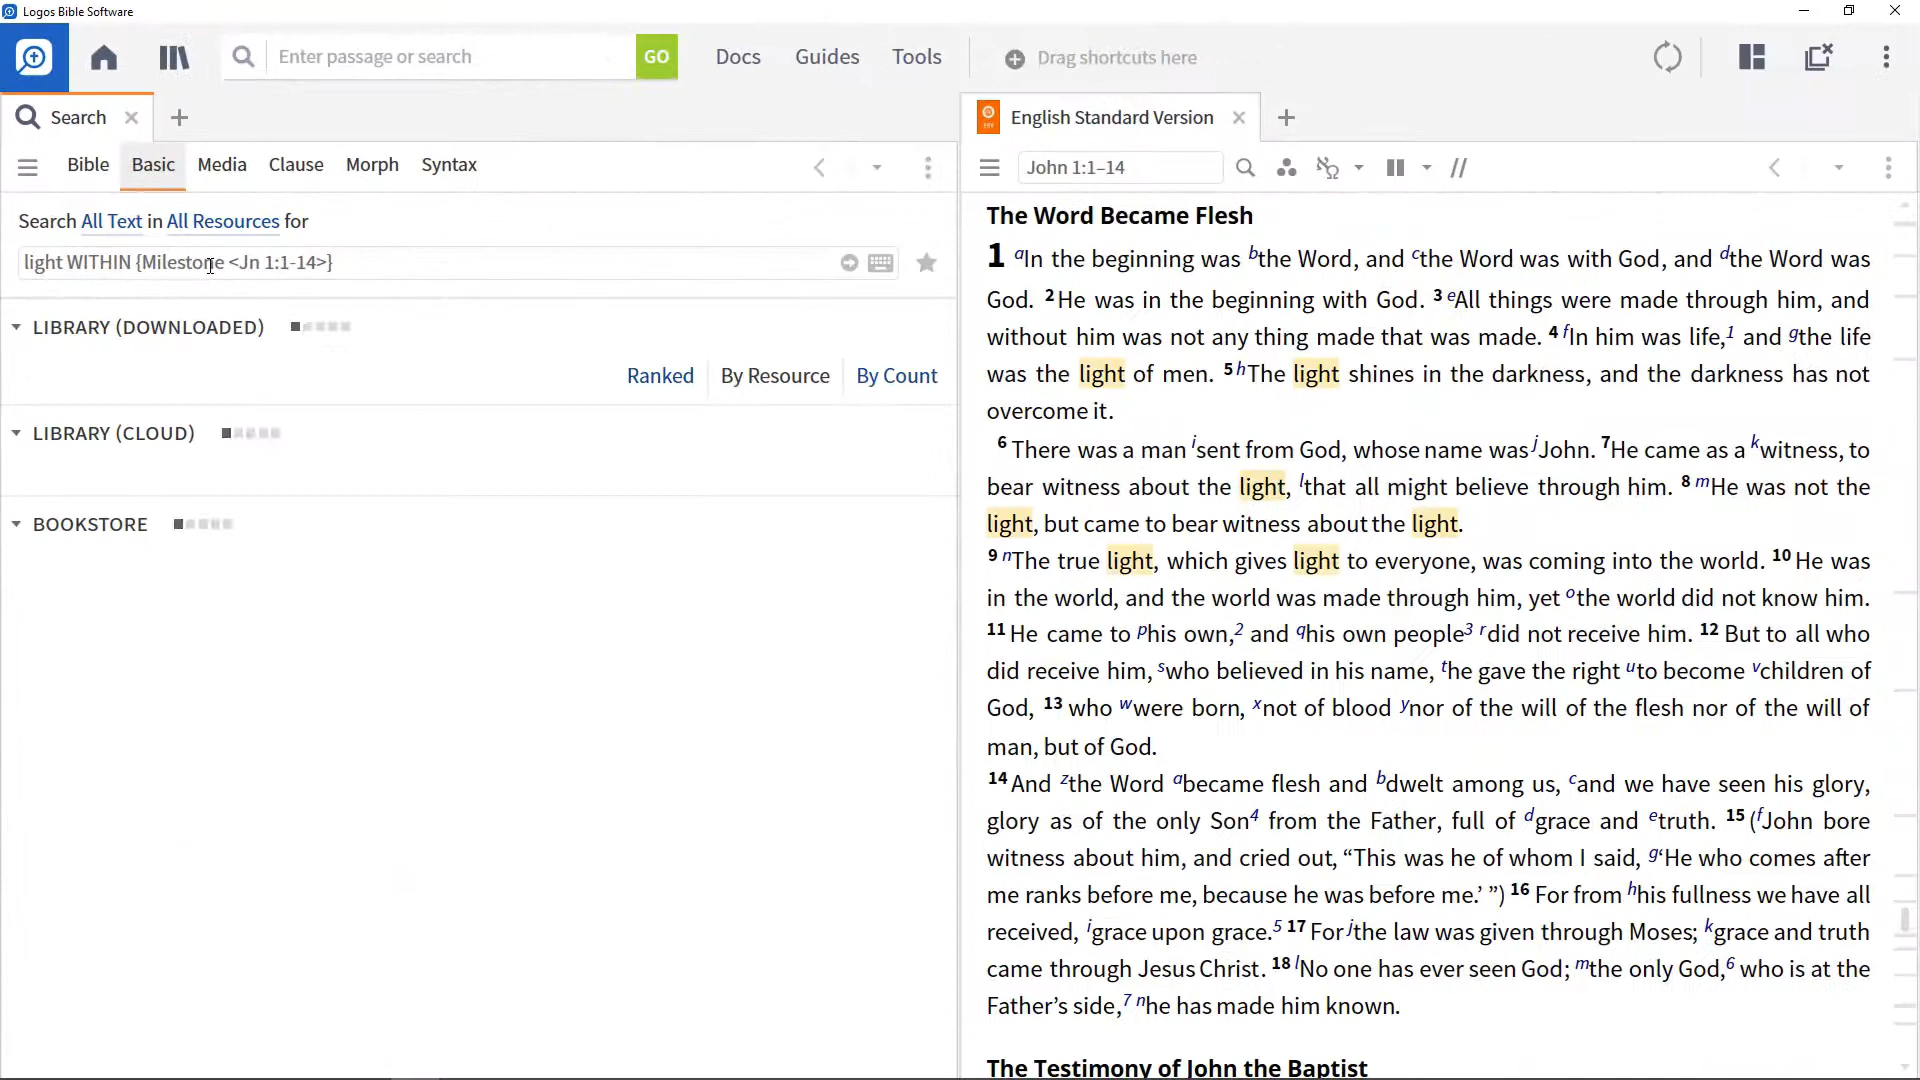 Logos Bible Software
Enter passage or search
GO
Docs
Guides
Tools
Drag shortcuts here
Search
Bible
Basic
Media
Clause
Morph
Syntax
Search All Text in All Resources for
light WITHIN {Milestone <Jn 1:1-14>}
LIBRARY (DOWNLOADED)
Ranked
By Resource
By Count
LIBRARY (CLOUD)
BOOKSTORE
English Standard Version
John 1:1–14
The Word Became Flesh
1 aIn the beginning was bthe Word, and cthe Word was with God, and dthe Word was
God. 2 He was in the beginning with God. 3 eAll things were made through him, and
without him was not any thing made that was made. 4 fIn him was life,1 and gthe life
was the light of men. 5 hThe light shines in the darkness, and the darkness has not
overcome it.
6 There was a man isent from God, whose name was jJohn. 7 He came as a kwitness, to
bear witness about the light, lthat all might believe through him. 8 mHe was not the
light, but came to bear witness about the light.
9 nThe true light, which gives light to everyone, was coming into the world. 10 He was
in the world, and the world was made through him, yet othe world did not know him.
11 He came to phis own,2 and qhis own people3 rdid not receive him. 12 But to all who
did receive him, swho believed in his name, the gave the right uto become vchildren of
God, 13 who wwere born, xnot of blood ynor of the will of the flesh nor of the will of
man, but of God.
14 And zthe Word abecame flesh and bdwelt among us, cand we have seen his glory,
glory as of the only Son4 from the Father, full of dgrace and etruth. 15 (fJohn bore
witness about him, and cried out, “This was he of whom I said, g‘He who comes after
me ranks before me, because he was before me.’ ”) 16 For from hhis fullness we have all
received, igrace upon grace.5 17 For jthe law was given through Moses; kgrace and truth
came through Jesus Christ. 18 lNo one has ever seen God; mthe only God,6 who is at the
Father’s side,7 nhe has made him known.
The Testimony of John the Baptist